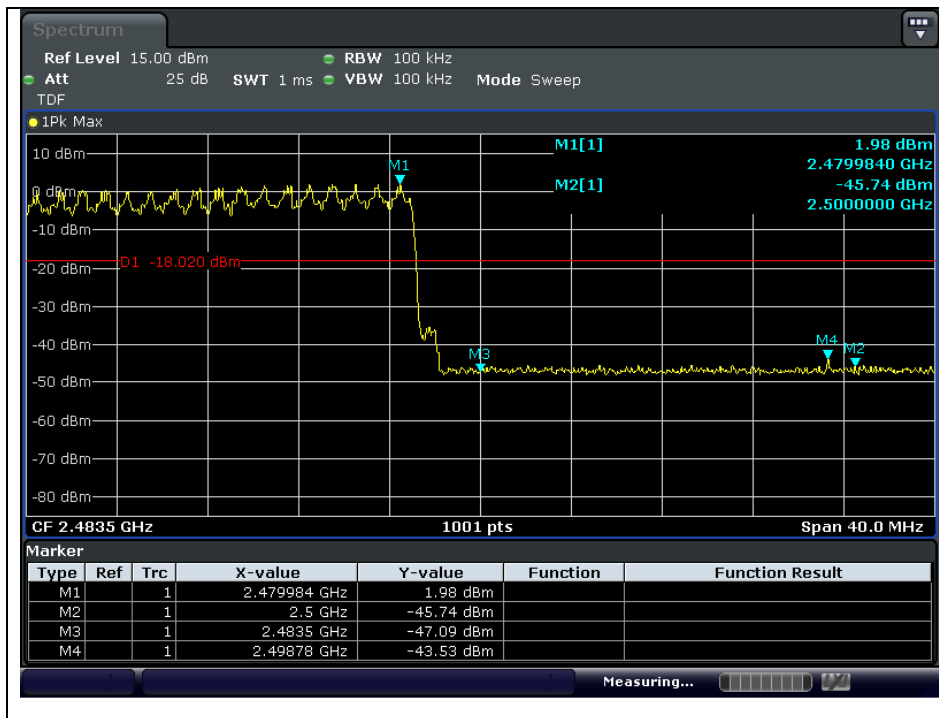 Spectrum
Ref Level 15.00 dBm RBW 100 kHz
Att 25 dB SWT 1 ms VBW 100 kHz Mode Sweep
TDF
1Pk Max
M1[1] 1.98 dBm
2.4799840 GHz
M2[1] -45.74 dBm
2.5000000 GHz
10 dBm
M1
0 dBm
-10 dBm
D1 -18.020 dBm
-20 dBm
-30 dBm
-40 dBm
M3
M4
M2
-50 dBm
-60 dBm
-70 dBm
-80 dBm
CF 2.4835 GHz 1001 pts Span 40.0 MHz
Marker
Type Ref Trc X-value Y-value Function Function Result
M1 1 2.479984 GHz 1.98 dBm
M2 1 2.5 GHz -45.74 dBm
M3 1 2.4835 GHz -47.09 dBm
M4 1 2.49878 GHz -43.53 dBm
Measuring...